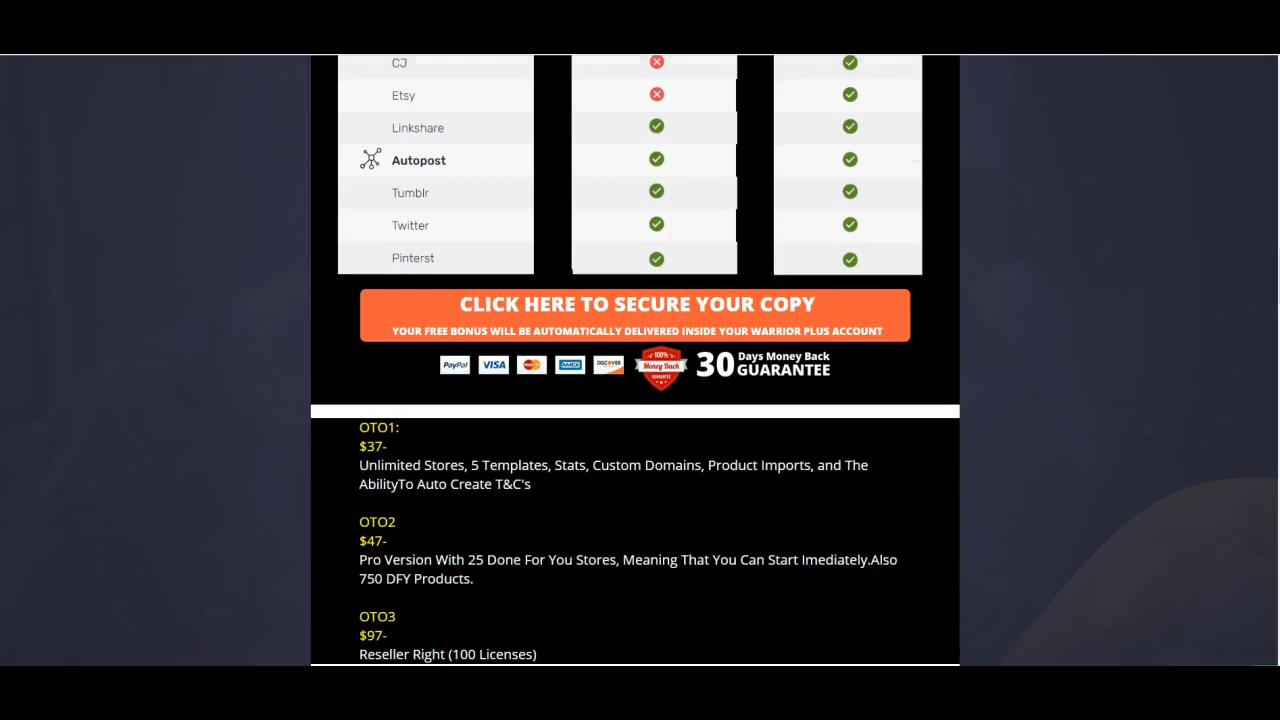 CJ
Etsy
Linkshare
Autopost
Tumblr
Twitter
Pinterst
CLICK HERE TO SECURE YOUR COPY
YOUR FREE BONUS WILL BE AUTOMATICALLY DELIVERED INSIDE YOUR WARRIOR PLUS ACCOUNT
PayPal VISA MasterCard AMEX DISCOVER 100% Money Back GUARANTEE 30 Days Money Back GUARANTEE
OTO1:
$37-
Unlimited Stores, 5 Templates, Stats, Custom Domains, Product Imports, and The
AbilityTo Auto Create T&C's
OTO2
$47-
Pro Version With 25 Done For You Stores, Meaning That You Can Start Imediately.Also
750 DFY Products.
OTO3
$97-
Reseller Right (100 Licenses)